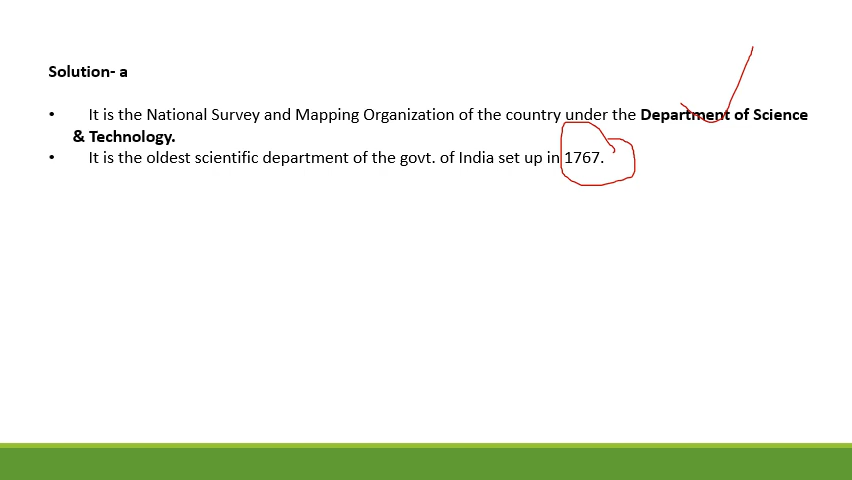 Solution- a
• It is the National Survey and Mapping Organization of the country under the Department of Science
& Technology.
• It is the oldest scientific department of the govt. of India set up in 1767.